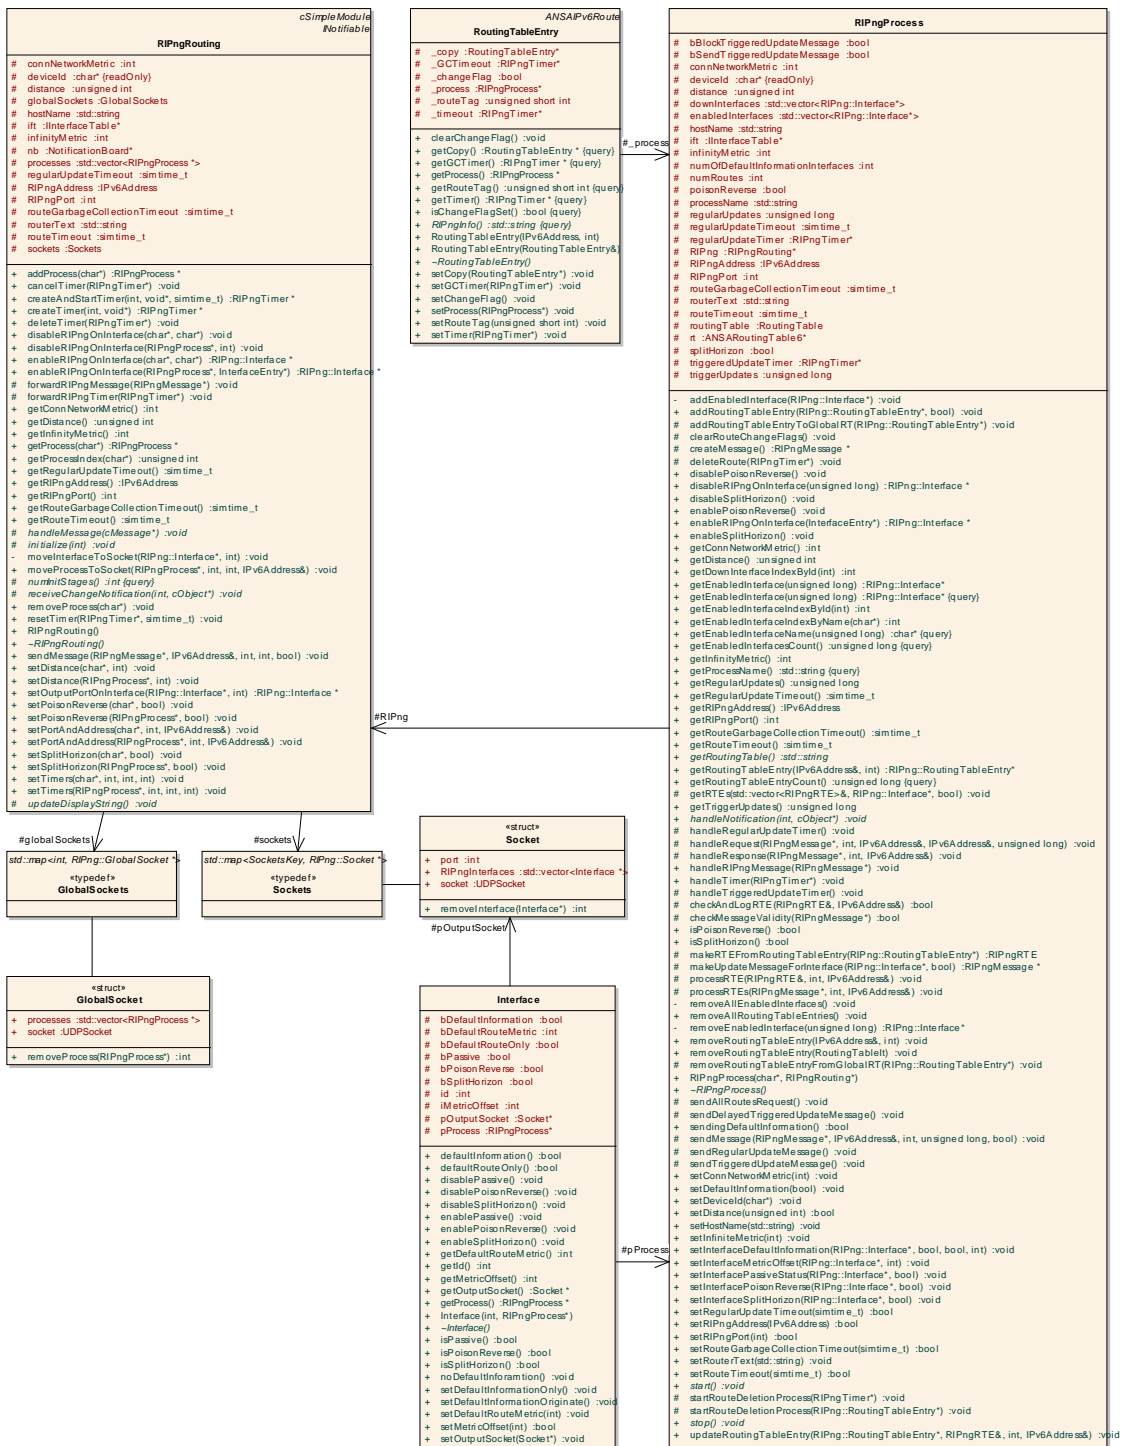 cSimpleModule
INotifiable
RIPngRouting
# connNetworkMetric :int
# deviceId :char* {readOnly}
# distance :unsigned int
# globalSockets :GlobalSockets
# hostName :std::string
# ift :IInterfaceTable*
# infinityMetric :int
# nb :NotificationBoard*
# processes :std::vector<RIPngProcess *>
# regularUpdateTimeout :simtime_t
# RIPngAddress :IPv6Address
# RIPngPort :int
# routeGarbageCollectionTimeout :simtime_t
# routerText :std::string
# routeTimeout :simtime_t
# sockets :Sockets
+ addProcess(char*) :RIPngProcess *
+ cancelTimer(RIPngTimer*) :void
+ createAndStartTimer(int, void*, simtime_t) :RIPngTimer *
+ createTimer(int, void*) :RIPngTimer *
+ deleteTimer(RIPngTimer*) :void
+ disableRIPngOnInterface(char*, char*) :void
+ disableRIPngOnInterface(RIPngProcess*, int) :void
+ enableRIPngOnInterface(char*, char*) :RIPng::Interface *
+ enableRIPngOnInterface(RIPngProcess*, InterfaceEntry*) :RIPng::Interface *
# forwardRIPngMessage(RIPngMessage*) :void
# forwardRIPngTimer(RIPngTimer*) :void
+ getConnNetworkMetric() :int
+ getDistance() :unsigned int
+ getInfinityMetric() :int
+ getProcess(char*) :RIPngProcess *
+ getProcessIndex(char*) :unsigned int
+ getRegularUpdateTimeout() :simtime_t
+ getRIPngAddress() :IPv6Address
+ getRIPngPort() :int
+ getRouteGarbageCollectionTimeout() :simtime_t
+ getRouteTimeout() :simtime_t
# handleMessage(cMessage*) :void
# initialize(int) :void
- moveInterfaceToSocket(RIPng::Interface*, int) :void
+ moveProcessToSocket(RIPngProcess*, int, int, IPv6Address&) :void
# numInitStages() :int {query}
# receiveChangeNotification(int, cObject*) :void
+ removeProcess(char*) :void
+ resetTimer(RIPngTimer*, simtime_t) :void
+ RIPngRouting()
+ ~RIPngRouting()
+ sendMessage(RIPngMessage*, IPv6Address&, int, int, bool) :void
+ setDistance(char*, int) :void
+ setDistance(RIPngProcess*, int) :void
+ setOutputPortOnInterface(RIPng::Interface*, int) :RIPng::Interface *
+ setPoisonReverse(char*, bool) :void
+ setPoisonReverse(RIPngProcess*, bool) :void
+ setPortAndAddress(char*, int, IPv6Address&) :void
+ setPortAndAddress(RIPngProcess*, int, IPv6Address&) :void
+ setSplitHorizon(char*, bool) :void
+ setSplitHorizon(RIPngProcess*, bool) :void
+ setTimers(char*, int, int, int) :void
+ setTimers(RIPngProcess*, int, int, int) :void
# updateDisplayString() :void
ANSAIPv6Route
RoutingTableEntry
# _copy :RoutingTableEntry*
# _GCTimeout :RIPngTimer*
# _changeFlag :bool
# _process :RIPngProcess*
# _routeTag :unsigned short int
# _timeout :RIPngTimer*
+ clearChangeFlag() :void
+ getCopy() :RoutingTableEntry * {query}
+ getGCTimer() :RIPngTimer * {query}
+ getProcess() :RIPngProcess *
+ getRouteTag() :unsigned short int {query}
+ getTimer() :RIPngTimer * {query}
+ isChangeFlagSet() :bool {query}
+ RIPngInfo() :std::string {query}
+ RoutingTableEntry(IPv6Address, int)
+ RoutingTableEntry(RoutingTableEntry&)
+ ~RoutingTableEntry()
+ setCopy(RoutingTableEntry*) :void
+ setGCTimer(RIPngTimer*) :void
+ setChangeFlag() :void
+ setProcess(RIPngProcess*) :void
+ setRouteTag(unsigned short int) :void
+ setTimer(RIPngTimer*) :void
#_process
RIPngProcess
# bBlockTriggeredUpdateMessage :bool
# bSendTriggeredUpdateMessage :bool
# connNetworkMetric :int
# deviceId :char* {readOnly}
# distance :unsigned int
# downInterfaces :std::vector<RIPng::Interface*>
# enabledInterfaces :std::vector<RIPng::Interface*>
# hostName :std::string
# ift :IInterfaceTable*
# infinityMetric :int
# numOfDefaultInformationInterfaces :int
# numRoutes :int
# poisonReverse :bool
# processName :std::string
# regularUpdates :unsigned long
# regularUpdateTimeout :simtime_t
# regularUpdateTimer :RIPngTimer*
# RIPng :RIPngRouting*
# RIPngAddress :IPv6Address
# RIPngPort :int
# routeGarbageCollectionTimeout :simtime_t
# routerText :std::string
# routeTimeout :simtime_t
# routingTable :RoutingTable
# rt :ANSARoutingTable6*
# splitHorizon :bool
# triggeredUpdateTimer :RIPngTimer*
# triggerUpdates :unsigned long
- addEnabledInterface(RIPng::Interface*) :void
+ addRoutingTableEntry(RIPng::RoutingTableEntry*, bool) :void
# addRoutingTableEntryToGlobalRT(RIPng::RoutingTableEntry*) :void
# clearRouteChangeFlags() :void
# createMessage() :RIPngMessage *
# deleteRoute(RIPngTimer*) :void
+ disablePoisonReverse() :void
+ disableRIPngOnInterface(unsigned long) :RIPng::Interface *
+ disableSplitHorizon() :void
+ enablePoisonReverse() :void
+ enableRIPngOnInterface(InterfaceEntry*) :RIPng::Interface *
+ enableSplitHorizon() :void
+ getConnNetworkMetric() :int
+ getDistance() :unsigned int
+ getDownInterfaceIndexById(int) :int
+ getEnabledInterface(unsigned long) :RIPng::Interface*
+ getEnabledInterface(unsigned long) :RIPng::Interface* {query}
+ getEnabledInterfaceIndexById(int) :int
+ getEnabledInterfaceIndexByName(char*) :int
+ getEnabledInterfaceName(unsigned long) :char* {query}
+ getEnabledInterfacesCount() :unsigned long {query}
+ getInfinityMetric() :int
+ getProcessName() :std::string {query}
+ getRegularUpdates() :unsigned long
+ getRegularUpdateTimeout() :simtime_t
+ getRIPngAddress() :IPv6Address
+ getRIPngPort() :int
+ getRouteGarbageCollectionTimeout() :simtime_t
+ getRouteTimeout() :simtime_t
+ getRoutingTable() :std::string
+ getRoutingTableEntry(IPv6Address&, int) :RIPng::RoutingTableEntry*
+ getRoutingTableEntryCount() :unsigned long {query}
# getRTEs(std::vector<RIPngRTE>&, RIPng::Interface*, bool) :void
+ getTriggerUpdates() :unsigned long
+ handleNotification(int, cObject*) :void
# handleRegularUpdateTimer() :void
# handleRequest(RIPngMessage*, int, IPv6Address&, IPv6Address&, unsigned long) :void
# handleResponse(RIPngMessage*, int, IPv6Address&) :void
+ handleRIPngMessage(RIPngMessage*) :void
+ handleTimer(RIPngTimer*) :void
# handleTriggeredUpdateTimer() :void
# checkAndLogRTE(RIPngRTE&, IPv6Address&) :bool
# checkMessageValidity(RIPngMessage*) :bool
+ isPoisonReverse() :bool
+ isSplitHorizon() :bool
# makeRTEFromRoutingTableEntry(RIPng::RoutingTableEntry*) :RIPngRTE
# makeUpdateMessageForInterface(RIPng::Interface*, bool) :RIPngMessage *
# processRTE(RIPngRTE&, int, IPv6Address&) :void
# processRTEs(RIPngMessage*, int, IPv6Address&) :void
- removeAllEnabledInterfaces() :void
+ removeAllRoutingTableEntries() :void
- removeEnabledInterface(unsigned long) :RIPng::Interface*
+ removeRoutingTableEntry(IPv6Address&, int) :void
+ removeRoutingTableEntry(RoutingTableIt) :void
# removeRoutingTableEntryFromGlobalRT(RIPng::RoutingTableEntry*) :void
+ RIPngProcess(char*, RIPngRouting*)
+ ~RIPngProcess()
# sendAllRoutesRequest() :void
# sendDelayedTriggeredUpdateMessage() :void
+ sendingDefaultInformation() :bool
# sendMessage(RIPngMessage*, IPv6Address&, int, unsigned long, bool) :void
# sendRegularUpdateMessage() :void
# sendTriggeredUpdateMessage() :void
+ setConnNetworkMetric(int) :void
+ setDefaultInformation(bool) :void
+ setDeviceId(char*) :void
+ setDistance(unsigned int) :bool
+ setHostName(std::string) :void
+ setInfiniteMetric(int) :void
+ setInterfaceDefaultInformation(RIPng::Interface*, bool, bool, int) :void
+ setInterfaceMetricOffset(RIPng::Interface*, int) :void
+ setInterfacePassiveStatus(RIPng::Interface*, bool) :void
+ setInterfacePoisonReverse(RIPng::Interface*, bool) :void
+ setInterfaceSplitHorizon(RIPng::Interface*, bool) :void
+ setRegularUpdateTimeout(simtime_t) :bool
+ setRIPngAddress(IPv6Address) :bool
+ setRIPngPort(int) :bool
+ setRouteGarbageCollectionTimeout(simtime_t) :bool
+ setRouterText(std::string) :void
+ setRouteTimeout(simtime_t) :bool
+ start() :void
# startRouteDeletionProcess(RIPngTimer*) :void
# startRouteDeletionProcess(RIPng::RoutingTableEntry*) :void
+ stop() :void
+ updateRoutingTableEntry(RIPng::RoutingTableEntry*, RIPngRTE&, int, IPv6Address&) :void
#RIPng
#globalSockets
#sockets
std::map<int, RIPng::GlobalSocket *>
«typedef»
GlobalSockets
std::map<SocketsKey, RIPng::Socket *>
«typedef»
Sockets
«struct»
Socket
+ port :int
+ RIPngInterfaces :std::vector<Interface *>
+ socket :UDPSocket
+ removeInterface(Interface*) :int
#pOutputSocket
«struct»
GlobalSocket
+ processes :std::vector<RIPngProcess *>
+ socket :UDPSocket
+ removeProcess(RIPngProcess*) :int
Interface
# bDefaultInformation :bool
# bDefaultRouteMetric :int
# bDefaultRouteOnly :bool
# bPassive :bool
# bPoisonReverse :bool
# bSplitHorizon :bool
# id :int
# iMetricOffset :int
# pOutputSocket :Socket*
# pProcess :RIPngProcess*
+ defaultInformation() :bool
+ defaultRouteOnly() :bool
+ disablePassive() :void
+ disablePoisonReverse() :void
+ disableSplitHorizon() :void
+ enablePassive() :void
+ enablePoisonReverse() :void
+ enableSplitHorizon() :void
+ getDefaultRouteMetric() :int
+ getId() :int
+ getMetricOffset() :int
+ getOutputSocket() :Socket *
+ getProcess() :RIPngProcess *
+ Interface(int, RIPngProcess*)
+ ~Interface()
+ isPassive() :bool
+ isPoisonReverse() :bool
+ isSplitHorizon() :bool
+ noDefaultInforamtion() :void
+ setDefaultInformationOnly() :void
+ setDefaultInformationOriginate() :void
+ setDefaultRouteMetric(int) :void
+ setMetricOffset(int) :bool
+ setOutputSocket(Socket*) :void
#pProcess